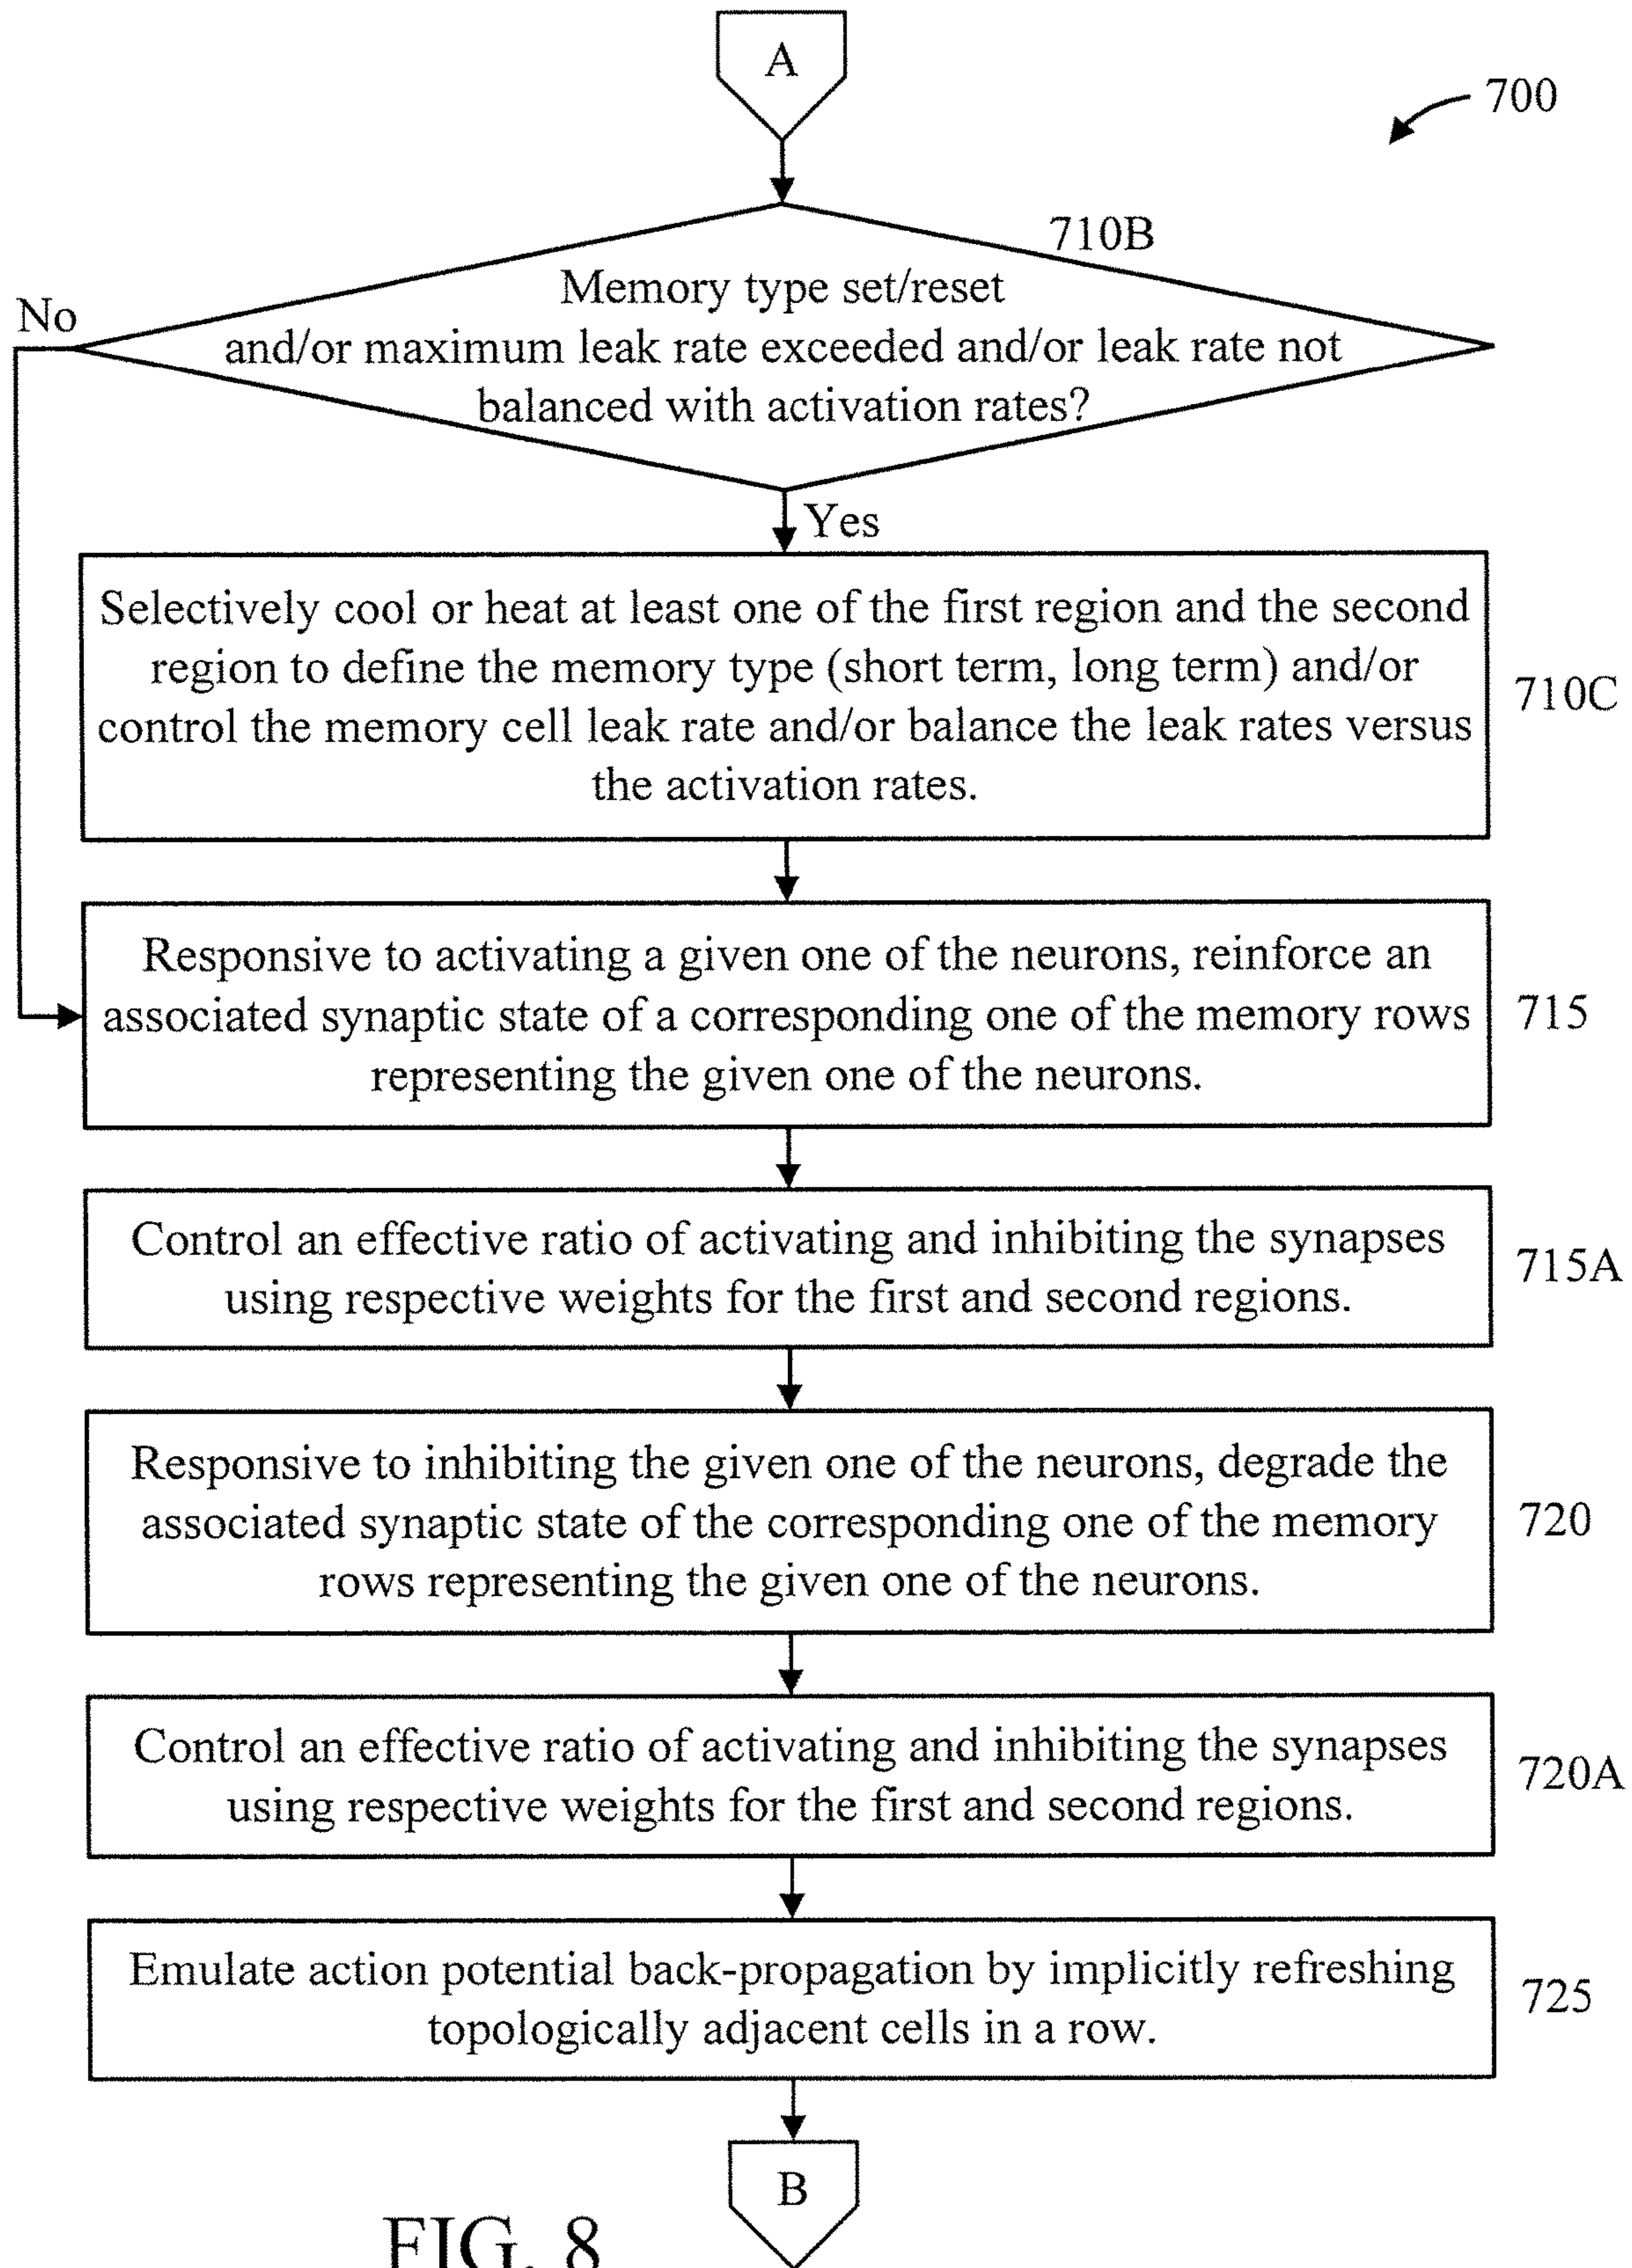 A
700
710B
Memory type set/reset
No
and/or maximum leak rate exceeded and/or leak rate not
balanced with activation rates?
Yes
Selectively cool or heat at least one of the first region and the second
region to define the memory type (short term, long term) and/or
control the memory cell leak rate and/or balance the leak rates versus
the activation rates.
710C
Responsive to activating a given one of the neurons, reinforce an
associated synaptic state of a corresponding one of the memory rows
representing the given one of the neurons.
715
Control an effective ratio of activating and inhibiting the synapses
using respective weights for the first and second regions.
715A
Responsive to inhibiting the given one of the neurons, degrade the
associated synaptic state of the corresponding one of the memory
rows representing the given one of the neurons.
720
Control an effective ratio of activating and inhibiting the synapses
using respective weights for the first and second regions.
720A
Emulate action potential back-propagation by implicitly refreshing
topologically adjacent cells in a row.
725
B
FIG. 8